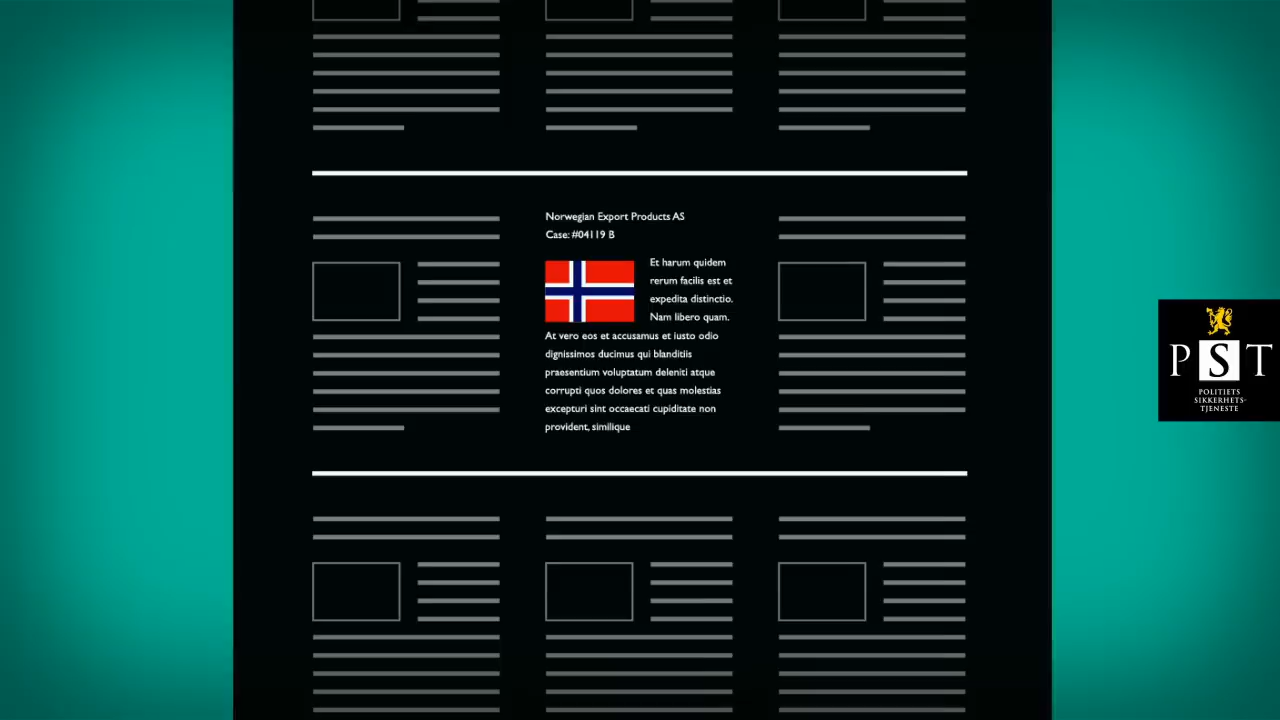 Norwegian Export Products AS
Case: #04119 B
Et harum quidem
rerum facilis est et
expedita distinctio.
Nam libero quam.
At vero eos et accusamus et iusto odio
dignissimos ducimus qui blanditiis
praesentium voluptatum deleniti atque
corrupti quos dolores et quas molestias
excepturi sint occaecati cupiditate non
provident, similique
PST
POLITIETS
SIKKERHETS-
TJENESTE